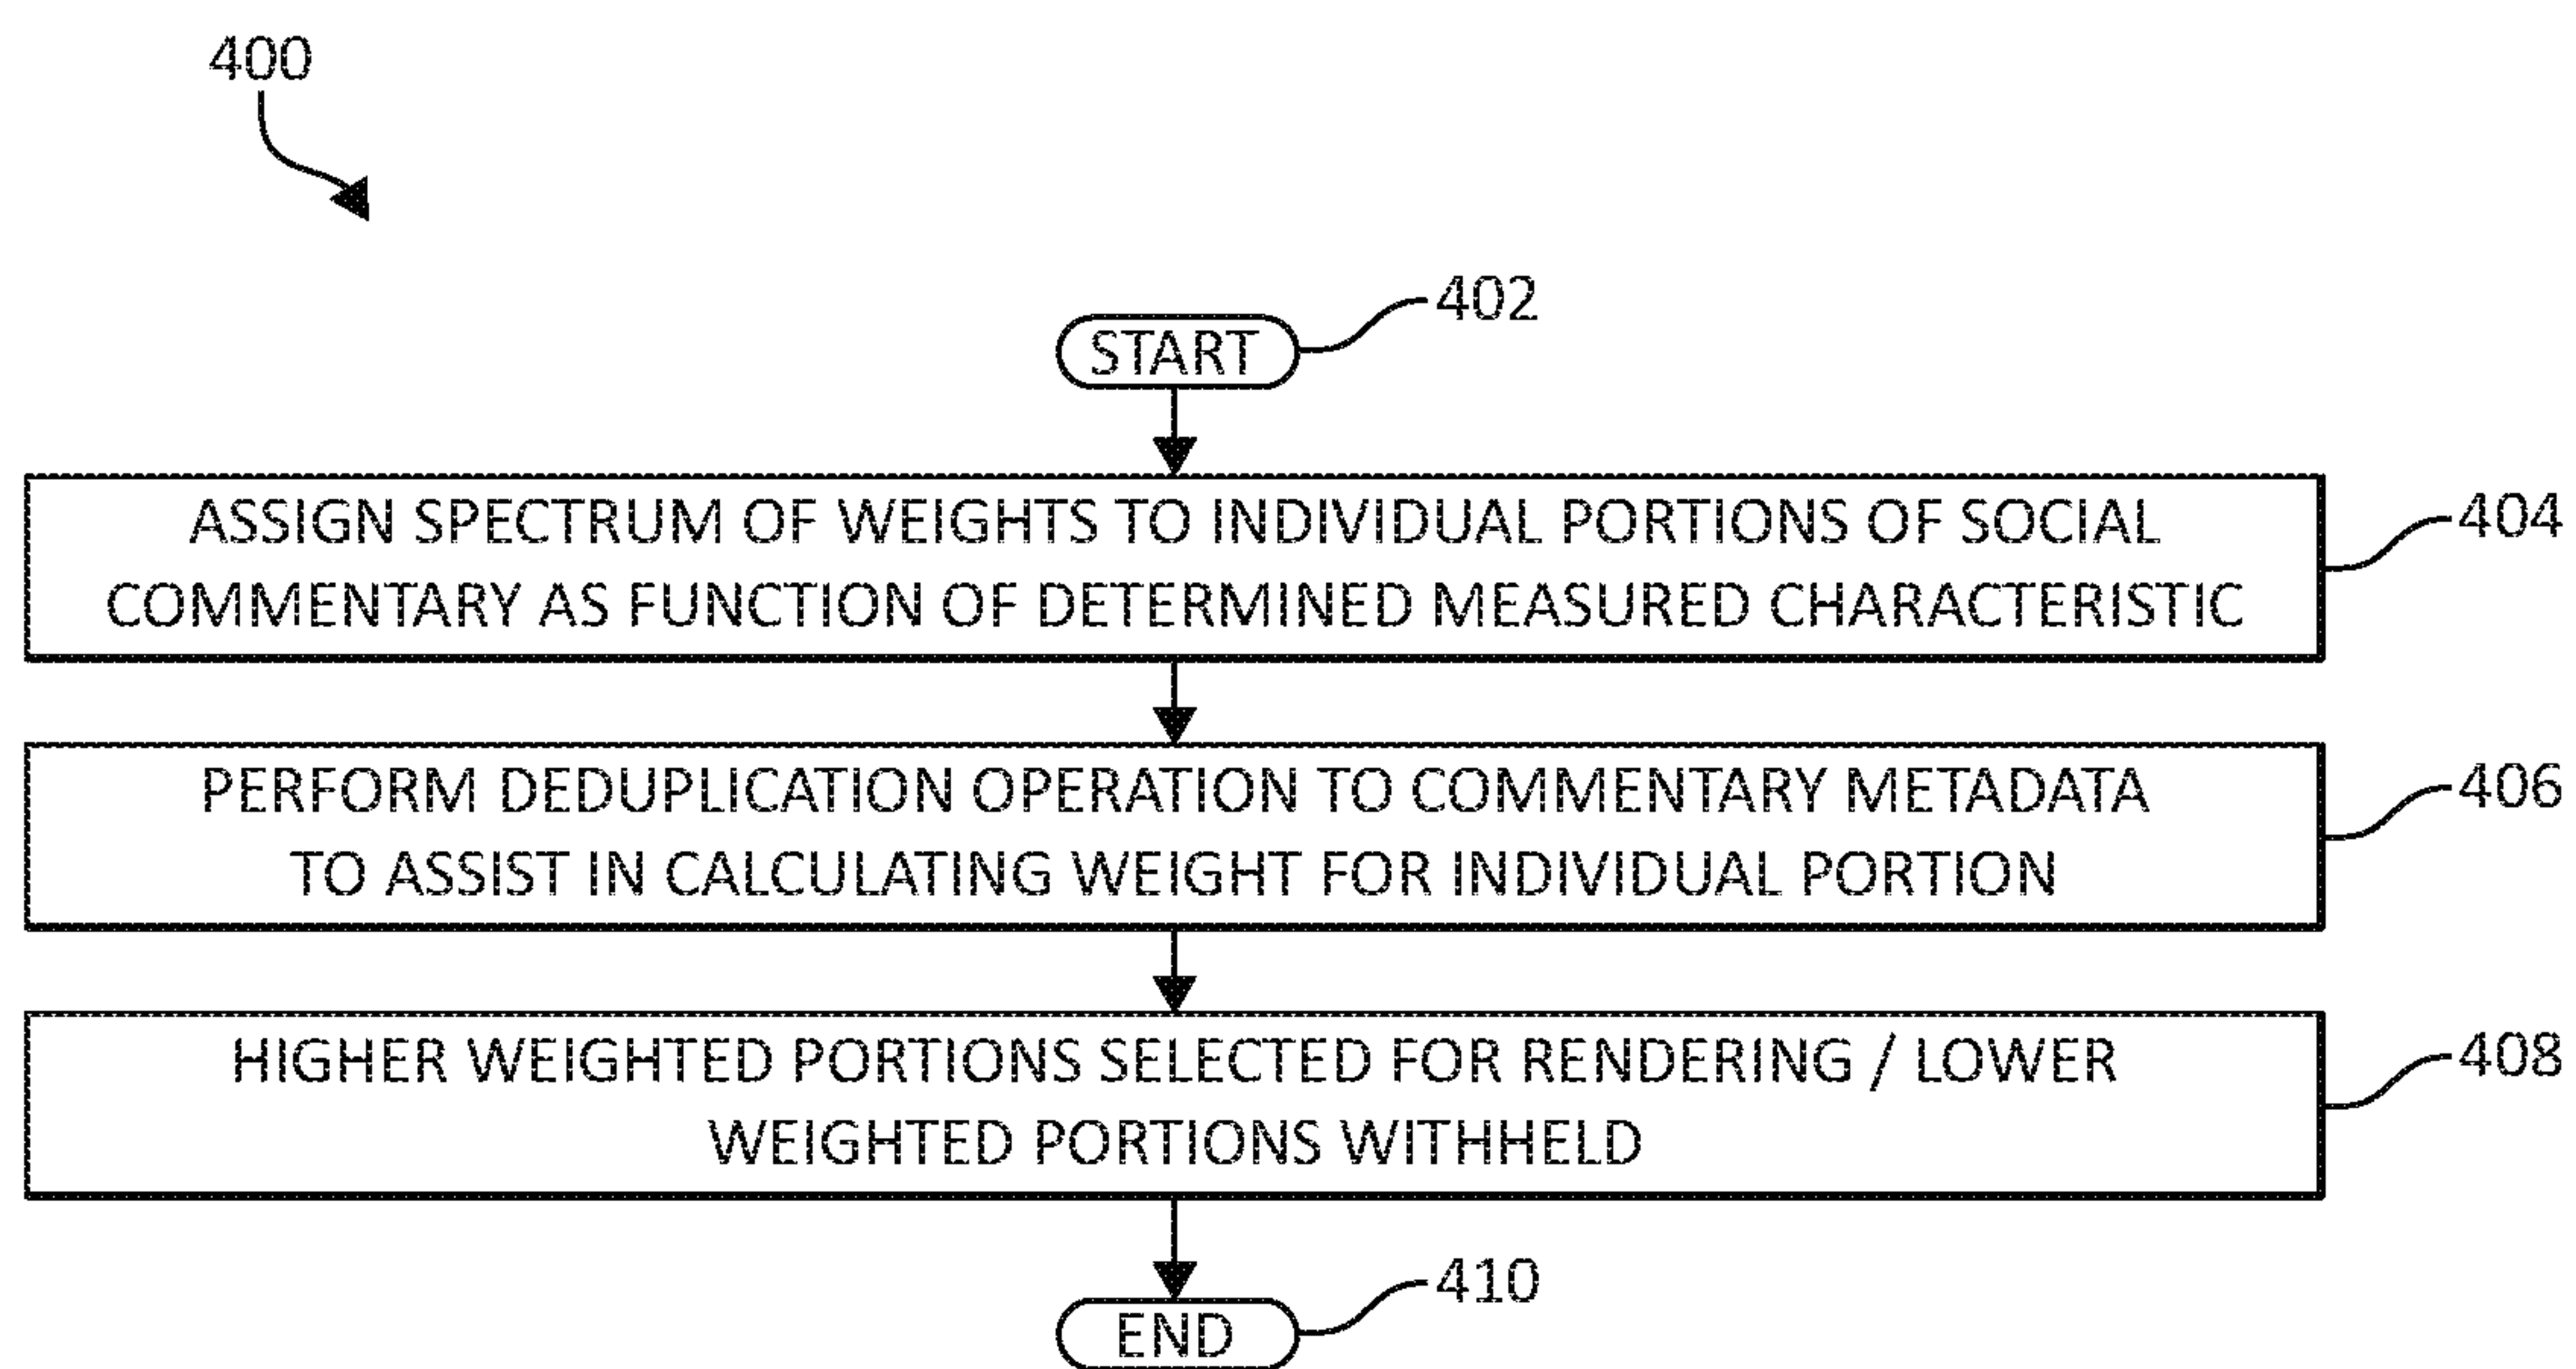 400
402
START
ASSIGN SPECTRUM OF WEIGHTS TO INDIVIDUAL PORTIONS OF SOCIAL
COMMENTARY AS FUNCTION OF DETERMINED MEASURED CHARACTERISTIC
404
PERFORM DEDUPLICATION OPERATION TO COMMENTARY METADATA
TO ASSIST IN CALCULATING WEIGHT FOR INDIVIDUAL PORTION
406
HIGHER WEIGHTED PORTIONS SELECTED FOR RENDERING / LOWER
WEIGHTED PORTIONS WITHHELD
408
410
END